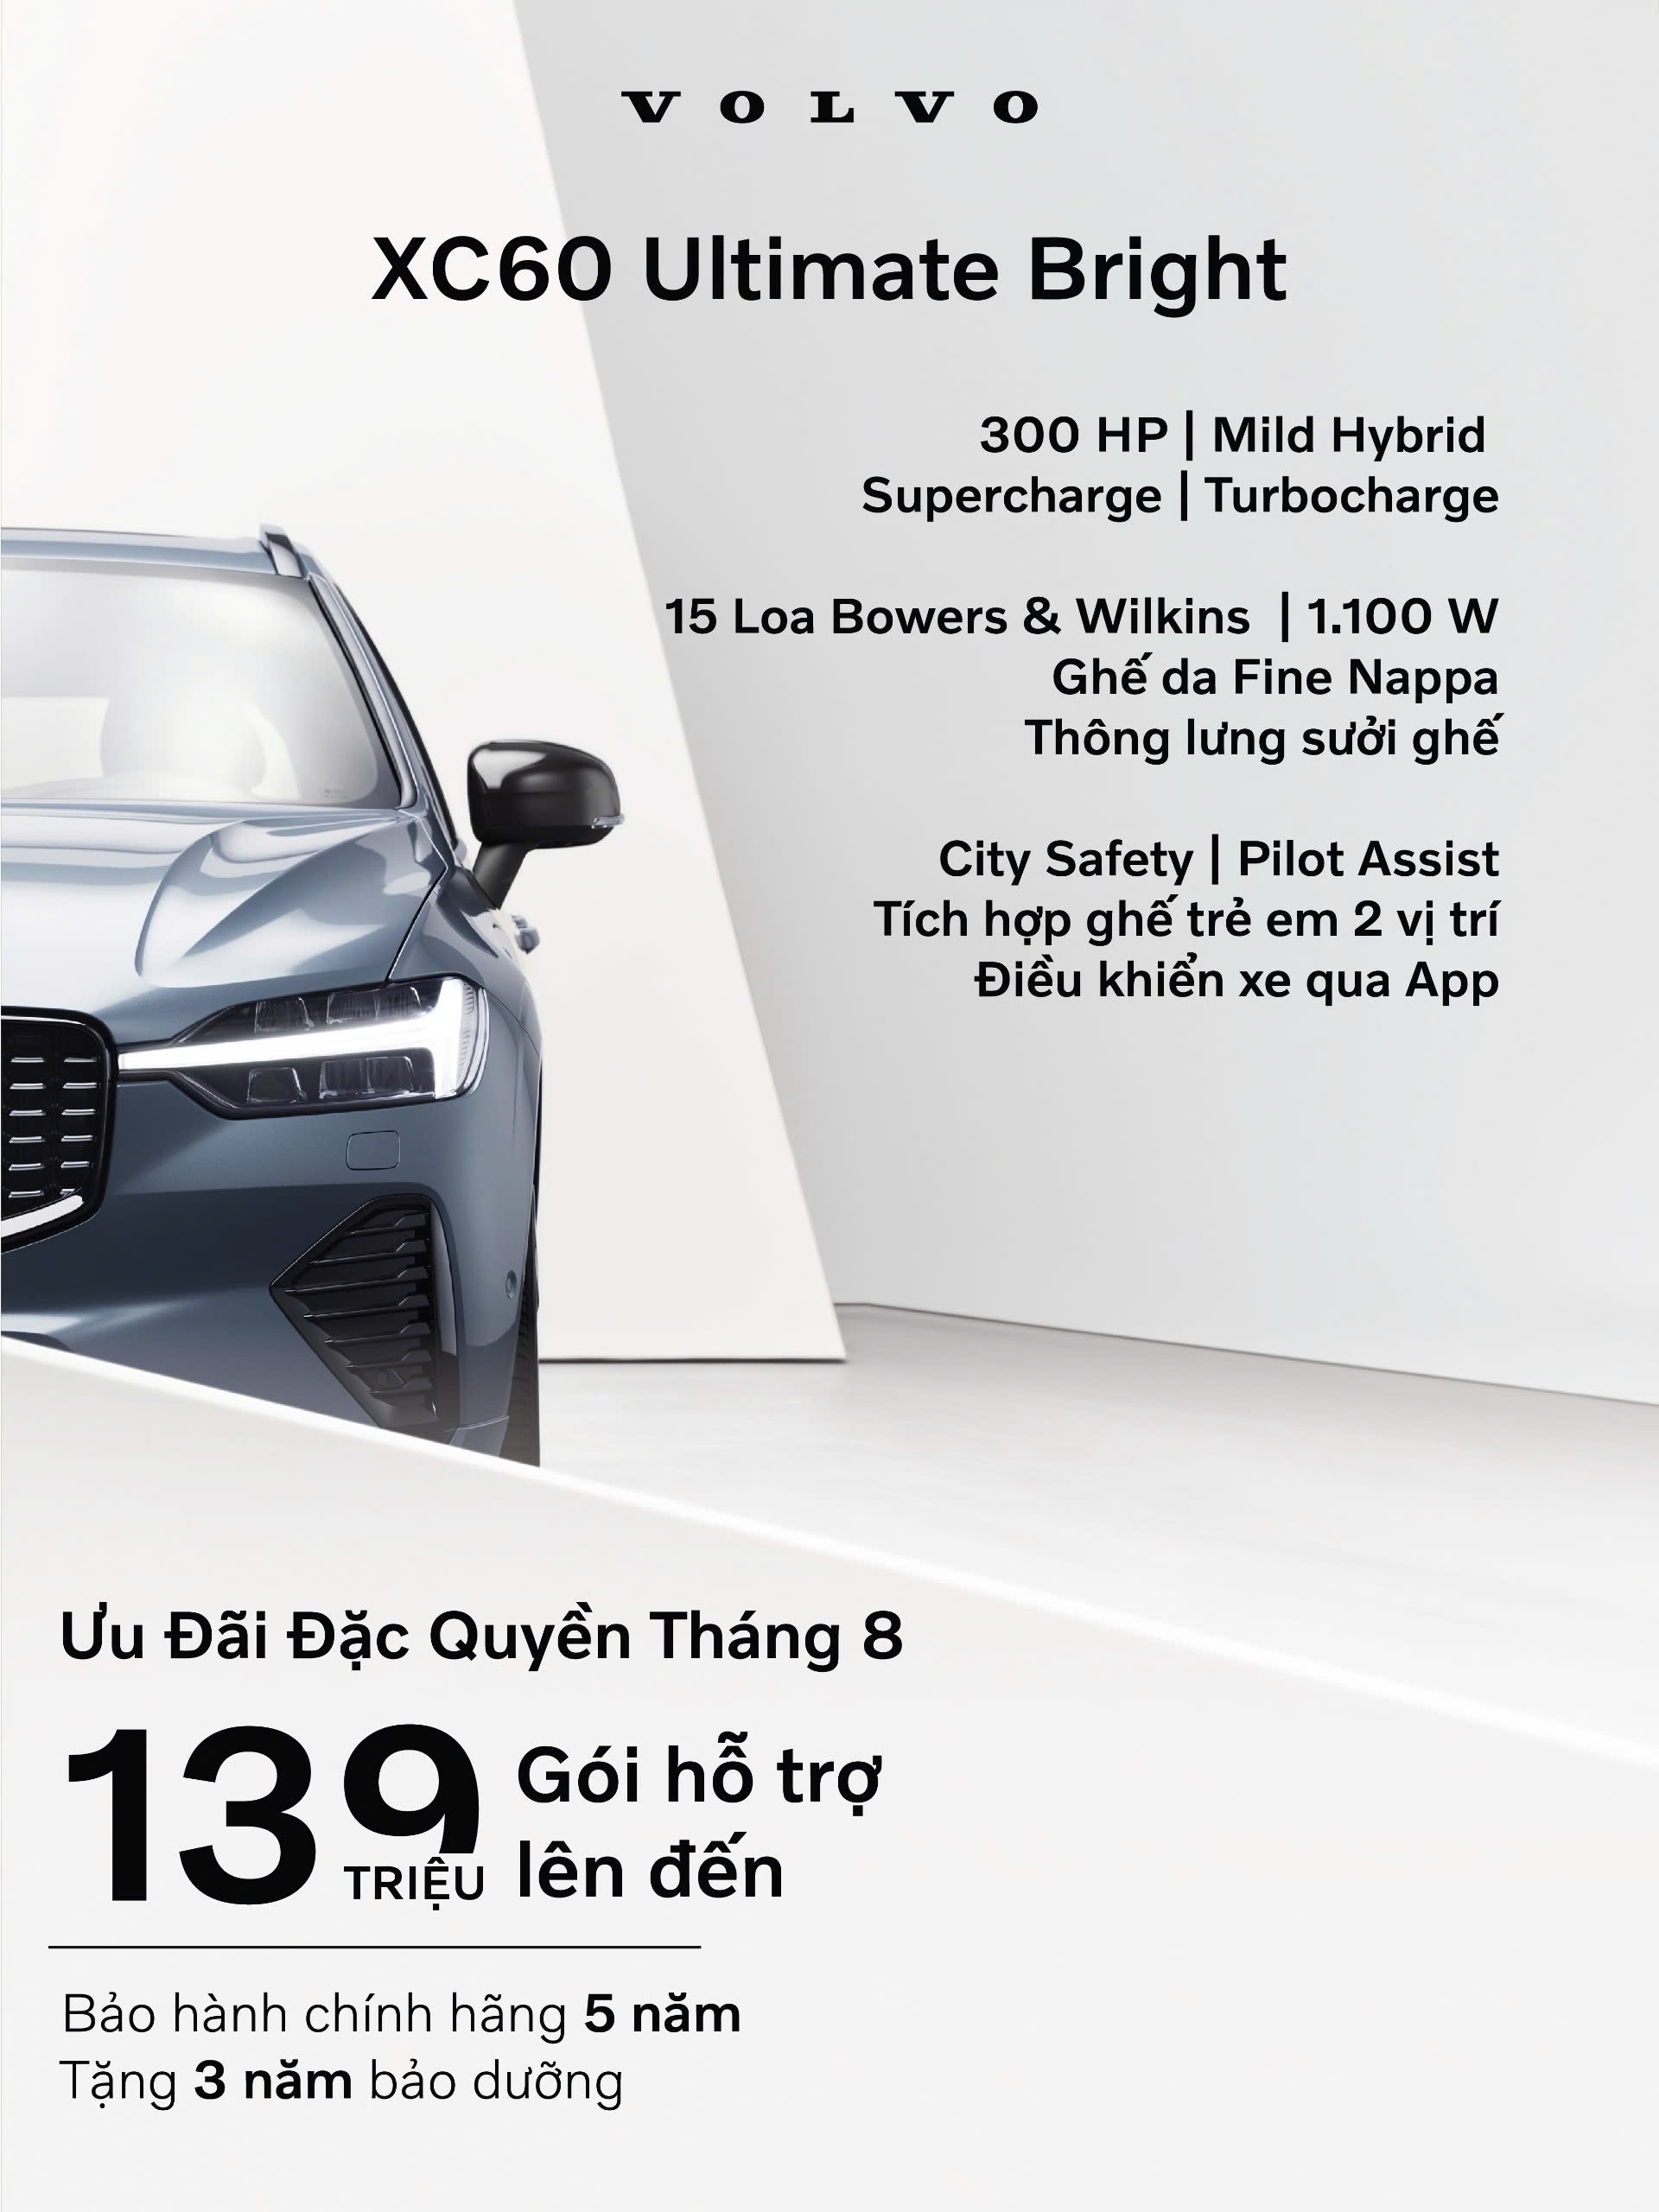 VOLVO
XC60 Ultimate Bright
300 HP | Mild Hybrid
Supercharge | Turbocharge
15 Loa Bowers & Wilkins | 1.100 W
Ghế da Fine Nappa
Thông lưng sưởi ghế
City Safety | Pilot Assist
Tích hợp ghế trẻ em 2 vị trí
Điều khiển xe qua App
Ưu Đãi Đặc Quyền Tháng 8
139 TRIỆU
Gói hỗ trợ
lên đến
Bảo hành chính hãng 5 năm
Tặng 3 năm bảo dưỡng